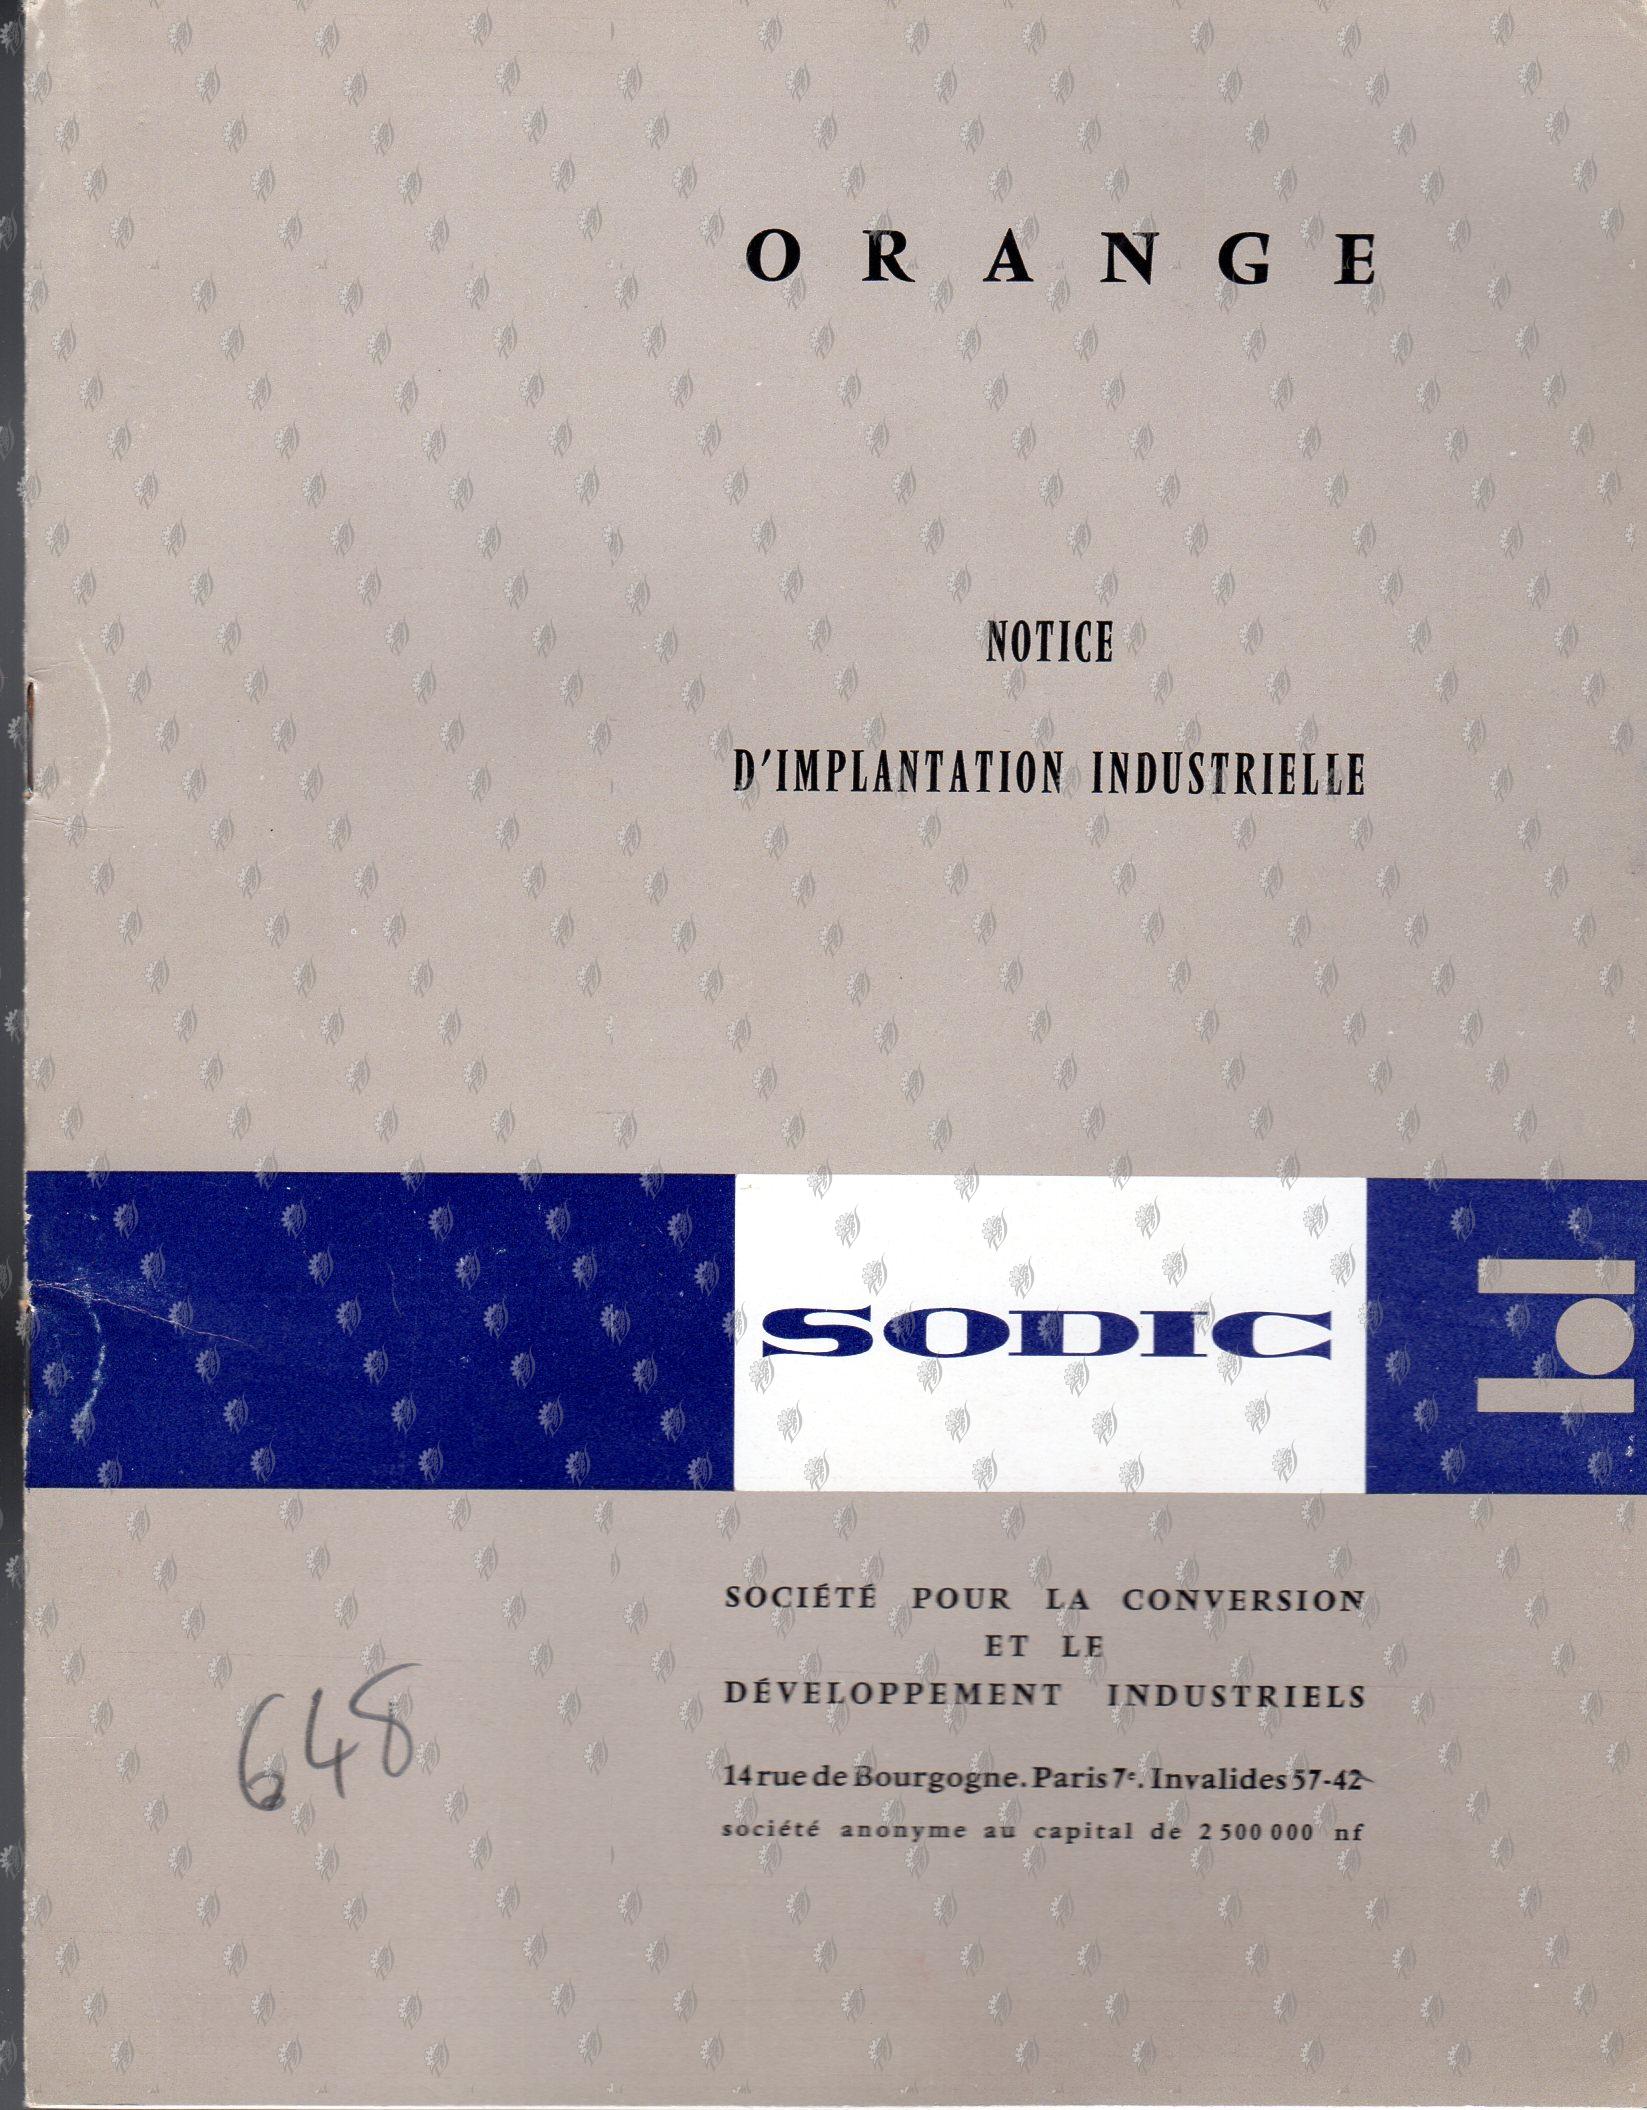 ORANGE
NOTICE
D'IMPLANTATION INDUSTRIELLE
SODIC
SOCIÉTÉ POUR LA CONVERSION
ET LE
DÉVELOPPEMENT INDUSTRIELS
648
14 rue de Bourgogne. Paris 7e. Invalides 57-42
société anonyme au capital de 2 500 000 nf